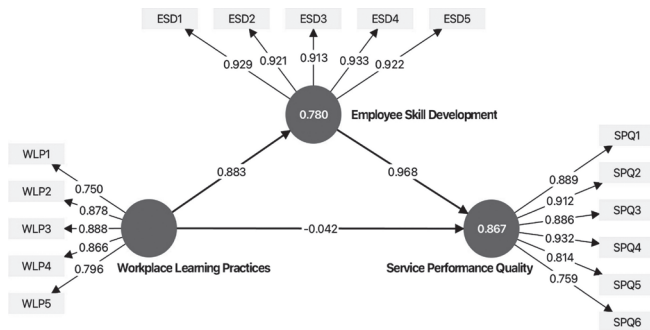 ESD1 ESD2 ESD3 ESD4 ESD5
0.929 0.921 0.913 0.933 0.922
0.780 Employee Skill Development
WLP1
WLP2
WLP3
WLP4
WLP5
0.750
0.878
0.888
0.866
0.796
Workplace Learning Practices
0.883
0.968
-0.042
0.867
Service Performance Quality
0.889
0.912
0.886
0.932
0.814
0.759
SPQ1
SPQ2
SPQ3
SPQ4
SPQ5
SPQ6